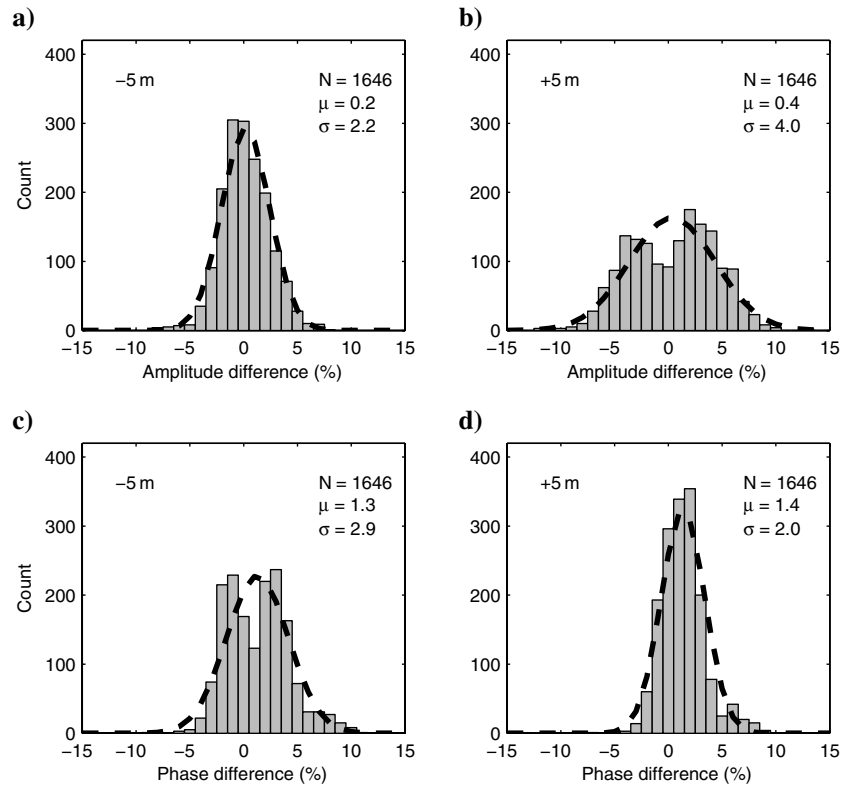 a)
400
300
200
100
0
Count
−5 m
N = 1646
μ = 0.2
σ = 2.2
−15 −10 −5 0 5 10 15
Amplitude difference (%)
b)
400
300
200
100
0
+5 m
N = 1646
μ = 0.4
σ = 4.0
−15 −10 −5 0 5 10 15
Amplitude difference (%)
c)
400
300
200
100
0
Count
−5 m
N = 1646
μ = 1.3
σ = 2.9
−15 −10 −5 0 5 10 15
Phase difference (%)
d)
400
300
200
100
0
+5 m
N = 1646
μ = 1.4
σ = 2.0
−15 −10 −5 0 5 10 15
Phase difference (%)